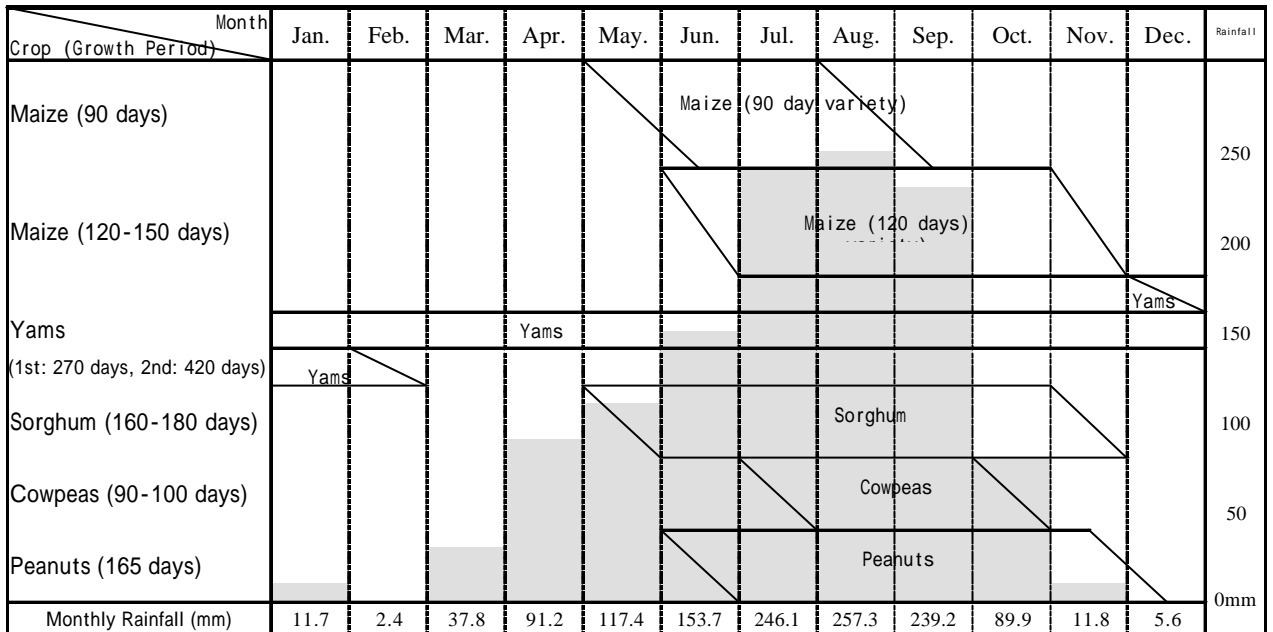 Month
Crop (Growth Period) Jan. Feb. Mar. Apr. May. Jun. Jul. Aug. Sep. Oct. Nov. Dec. Rainfall
Maize (90 days) Maize (90 day variety)
250
Maize (120-150 days) Maize (120 days)
200
Yams
Yams Yams 150
(1st: 270 days, 2nd: 420 days) Yams
Sorghum (160-180 days) Sorghum 100
Cowpeas (90-100 days) Cowpeas
50
Peanuts (165 days) Peanuts
0mm
Monthly Rainfall (mm) 11.7 2.4 37.8 91.2 117.4 153.7 246.1 257.3 239.2 89.9 11.8 5.6